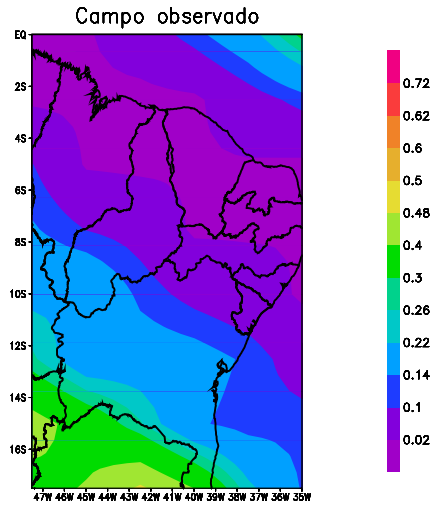 Campo observado
EQ
2S
4S
6S
8S
10S
12S
14S
16S
47W 46W 45W 44W 43W 42W 41W 40W 39W 38W 37W 36W 35W
0.72
0.62
0.6
0.5
0.48
0.4
0.3
0.26
0.22
0.14
0.1
0.02